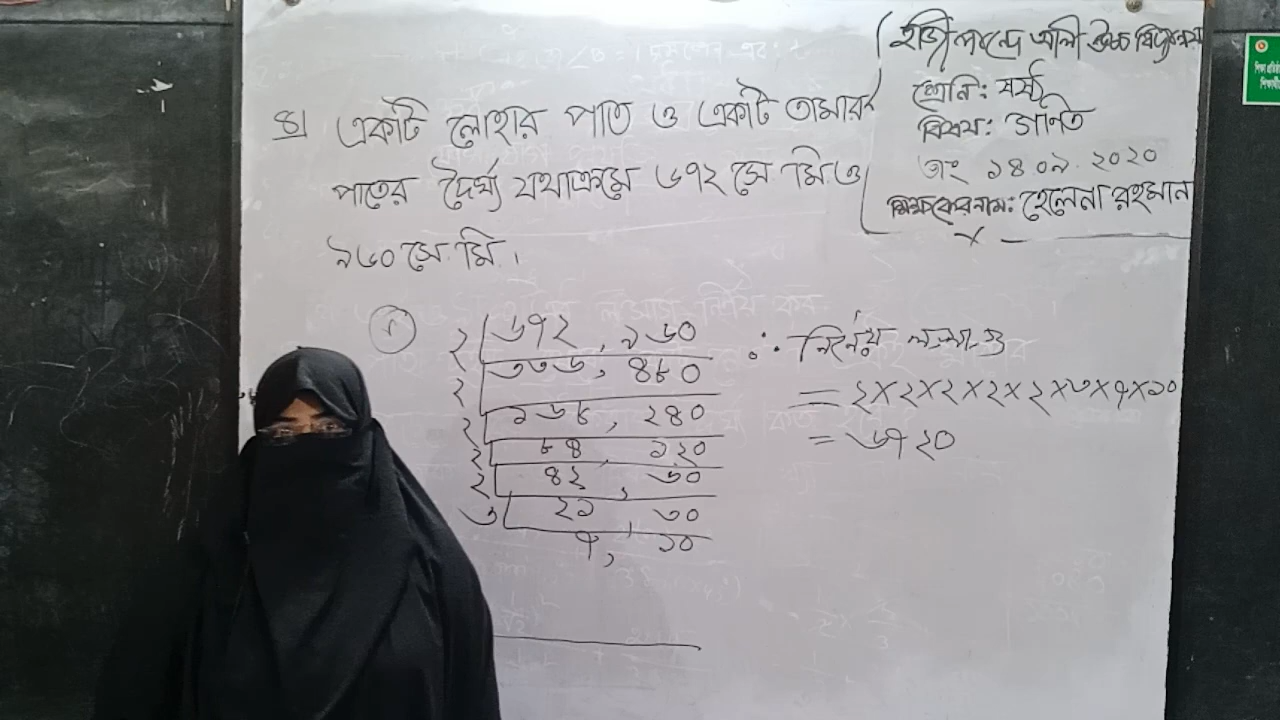 ৪। একটি লোহার পাত ও একটি তামার
পাতের দৈর্ঘ্য যথাক্রমে ৬৭২ সে মি. ও
৯৬০ সে. মি.।
হাজী লান্দে আলী উচ্চ বিদ্যালয়
শ্রেনি: ষষ্ঠ
বিষয়: গনিত
তাং ১৪.০৯.২০২০
শিক্ষকের নাম: হেলেনা রহমান
২ ৬৭২, ৯৬০
২ ৩৩৬, ৪৮০
২ ১৬৮, ২৪০
২ ৮৪, ১২০
২ ৪২, ৬০
৩ ২১, ৩০
৭, ১০
∴ নির্নেয় ল.সা.গু
= ২×২×২×২×২×৩×৭×১০
= ৬৭২০